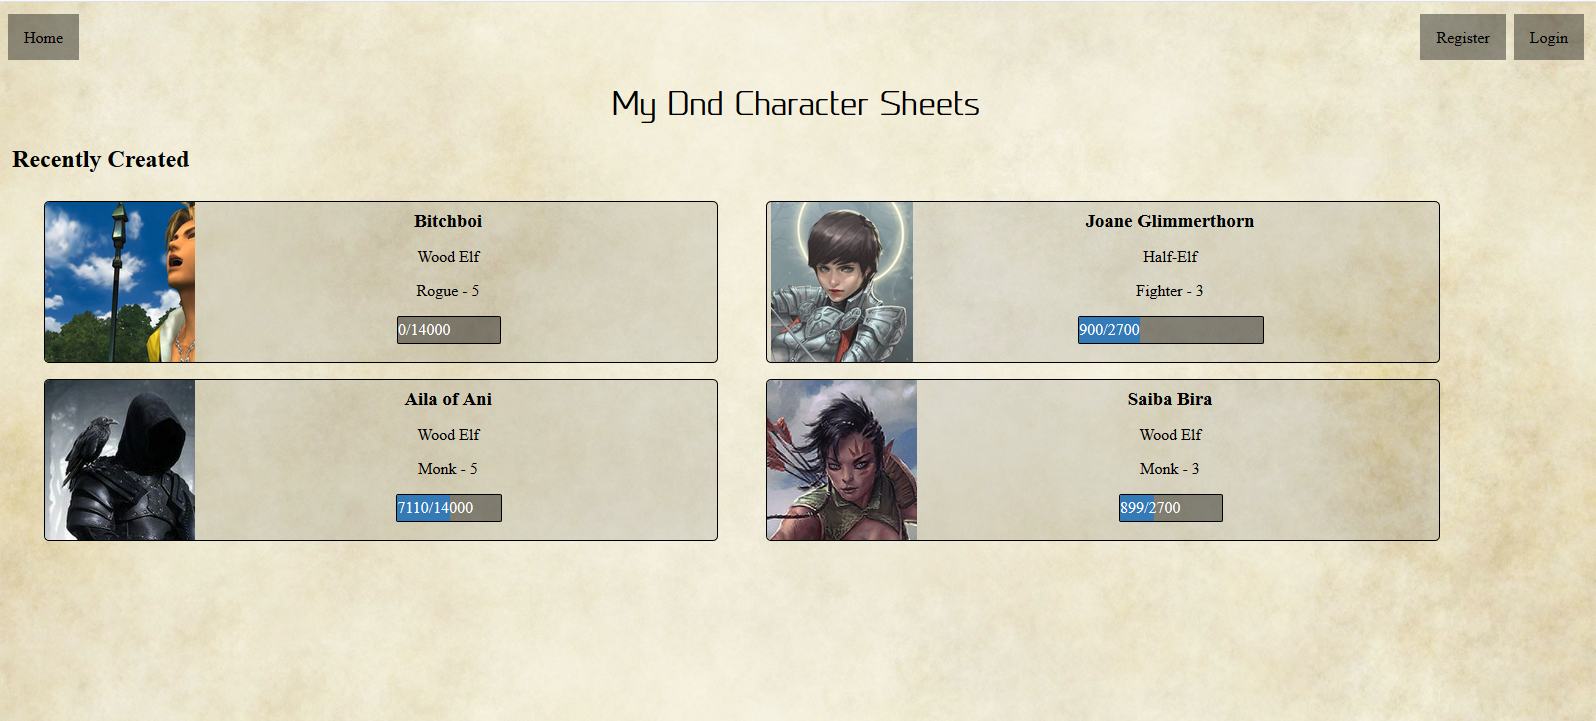 Home
Register
Login
My Dnd Character Sheets
Recently Created
Bitchboi
Wood Elf
Rogue - 5
0/14000
Joane Glimmerthorn
Half-Elf
Fighter - 3
900/2700
Aila of Ani
Wood Elf
Monk - 5
7110/14000
Saiba Bira
Wood Elf
Monk - 3
899/2700